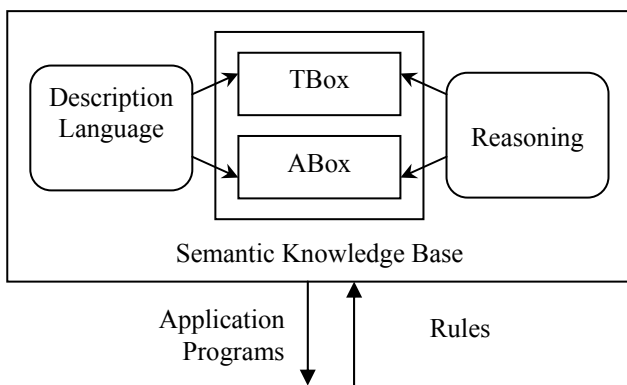 Description
Language
TBox
ABox
Reasoning
Semantic Knowledge Base
Application
Programs
Rules